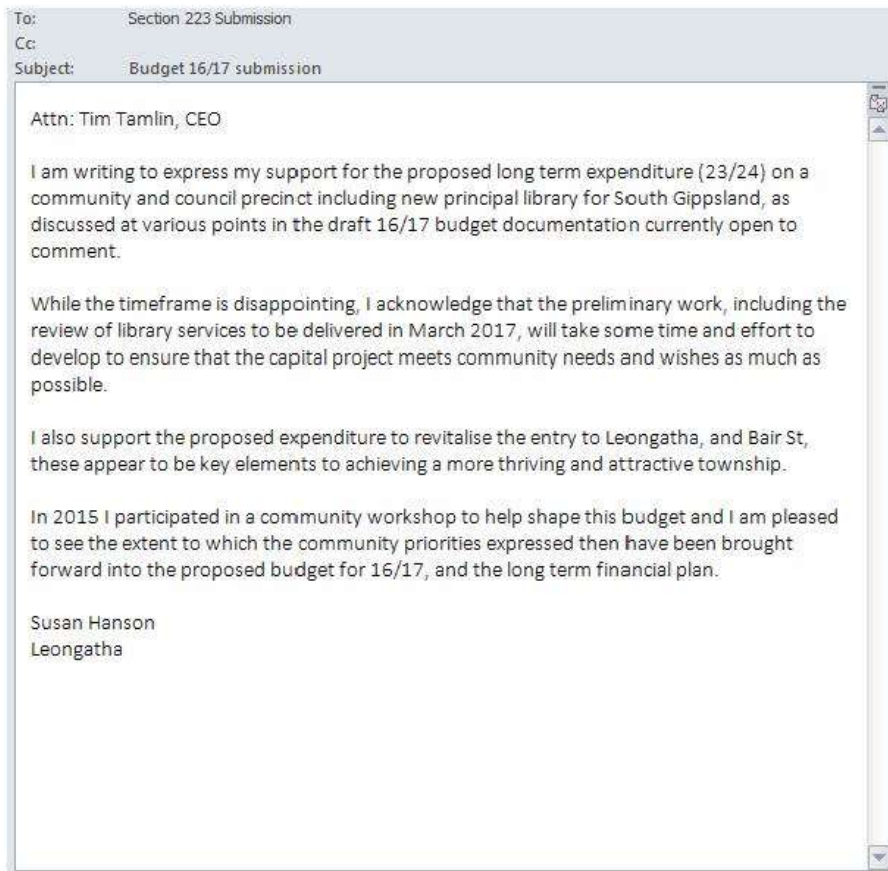 To: Section 223 Submission
Cc:
Subject: Budget 16/17 submission
Attn: Tim Tamlin, CEO
I am writing to express my support for the proposed long term expenditure (23/24) on a
community and council precinct including new principal library for South Gippsland, as
discussed at various points in the draft 16/17 budget documentation currently open to
comment.
While the timeframe is disappointing, I acknowledge that the preliminary work, including the
review of library services to be delivered in March 2017, will take some time and effort to
develop to ensure that the capital project meets community needs and wishes as much as
possible.
I also support the proposed expenditure to revitalise the entry to Leongatha, and Bair St,
these appear to be key elements to achieving a more thriving and attractive township.
In 2015 I participated in a community workshop to help shape this budget and I am pleased
to see the extent to which the community priorities expressed then have been brought
forward into the proposed budget for 16/17, and the long term financial plan.
Susan Hanson
Leongatha